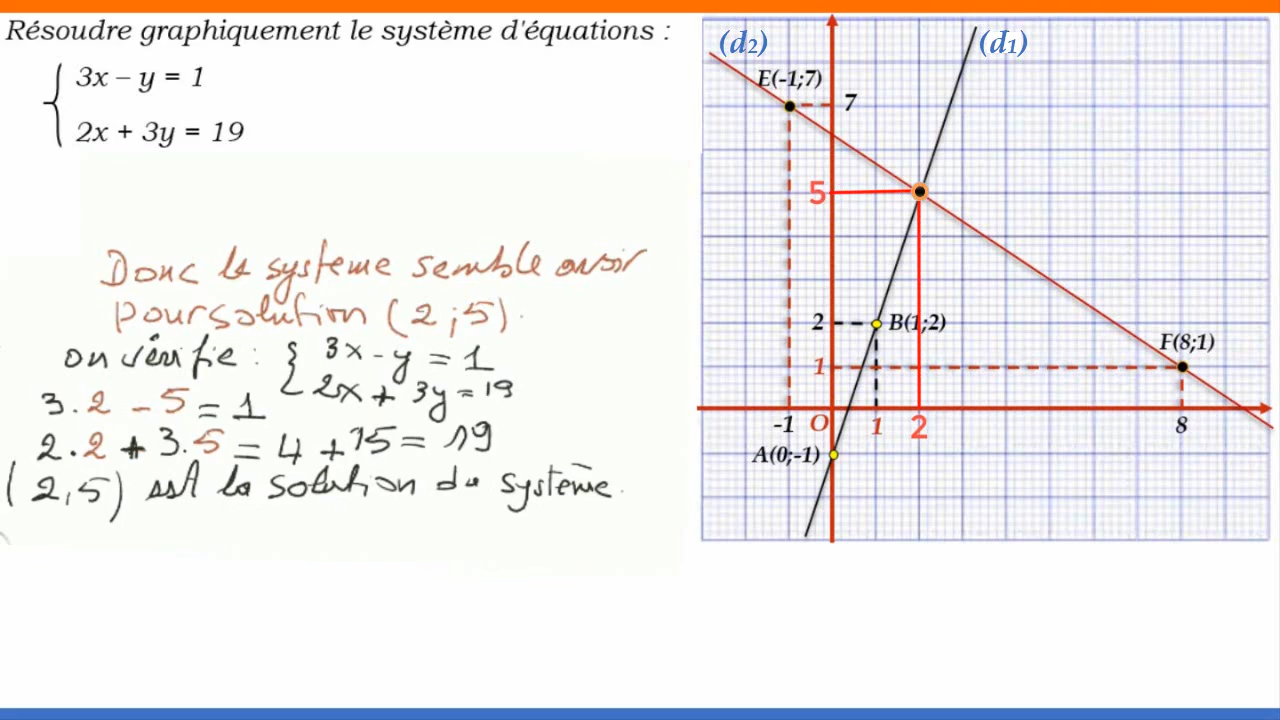 Résoudre graphiquement le système d'équations :
3x – y = 1
2x + 3y = 19
Donc le système semble avoir
pour solution (2 ; 5).
on vérifie : { 3x - y = 1
2x + 3y = 19
3.2 - 5 = 1
2.2 + 3.5 = 4 + 15 = 19
(2,5) est la solution du système.
(d2)
(d1)
E(-1;7)
7
5
2
B(1;2)
F(8;1)
1
-1
O
1
2
8
A(0;-1)